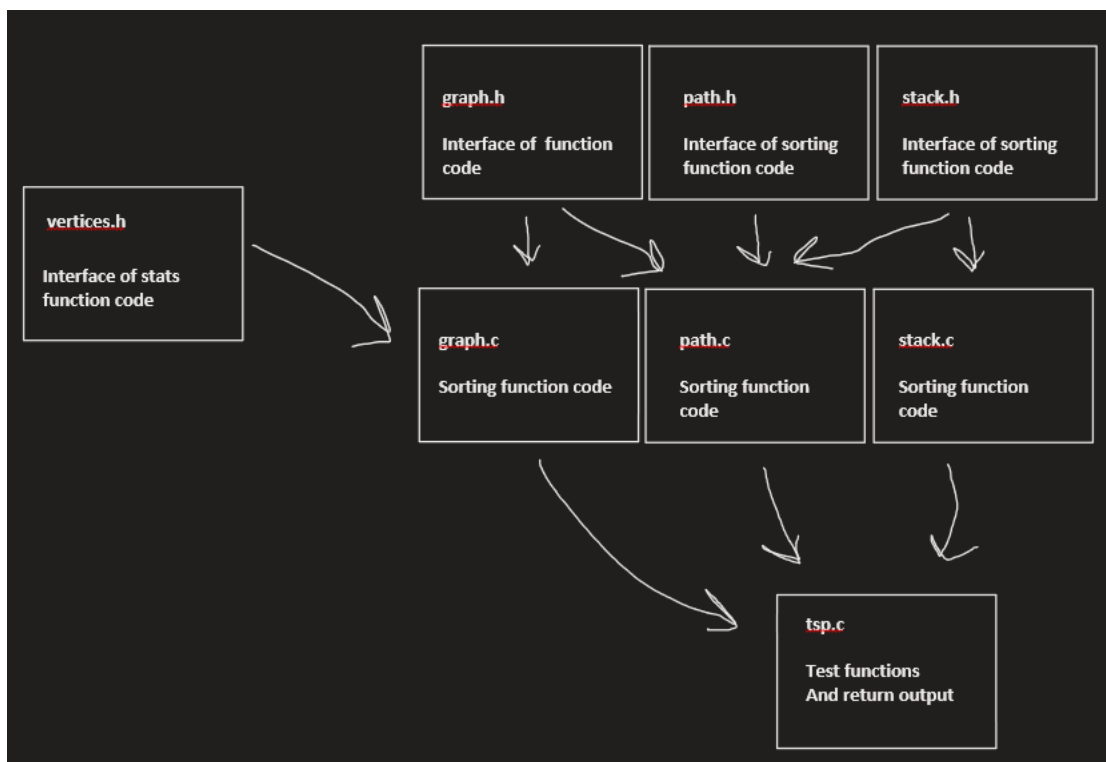 graph.h
Interface of function
code
path.h
Interface of sorting
function code
stack.h
Interface of sorting
function code
vertices.h
Interface of stats
function code
graph.c
Sorting function code
path.c
Sorting function
code
stack.c
Sorting function
code
tsp.c
Test functions
And return output